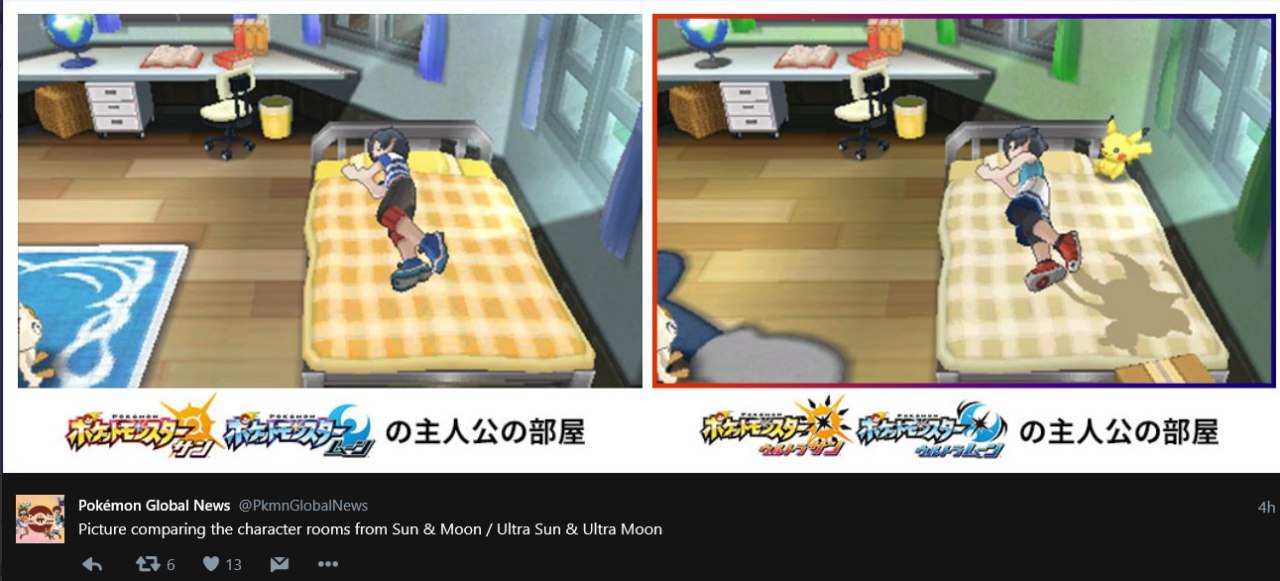 POKÉMON
ポケットモンスター サン
POKÉMON
ポケットモンスター ムーン
の主人公の部屋
POKÉMON
ポケットモンスター ウルトラサン
POKÉMON
ポケットモンスター ウルトラムーン
の主人公の部屋
Pokémon Global News @PkmnGlobalNews
4h
Picture comparing the character rooms from Sun & Moon / Ultra Sun & Ultra Moon
6
13